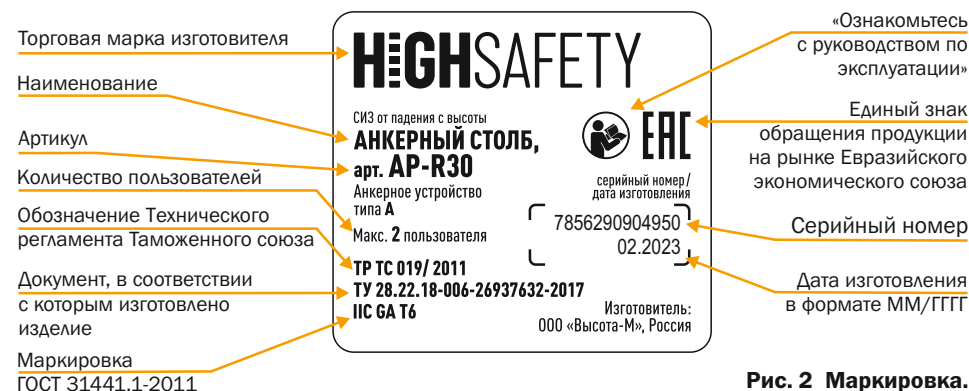 Торговая марка изготовителя
Наименование
Артикул
Количество пользователей
Обозначение Технического
регламента Таможенного союза
Документ, в соответствии
с которым изготовлено
изделие
Маркировка
ГОСТ 31441.1-2011
HIGHSAFETY
СИЗ от падения с высоты
АНКЕРНЫЙ СТОЛБ,
арт. AP-R30
Анкерное устройство
типа А
Макс. 2 пользователя
ТР ТС 019/ 2011
ТУ 28.22.18-006-26937632-2017
IIC GA T6
EAC
серийный номер/
дата изготовления
7856290904950
02.2023
Изготовитель:
ООО «Высота-М», Россия
«Ознакомьтесь
с руководством по
эксплуатации»
Единый знак
обращения продукции
на рынке Евразийского
экономического союза
Серийный номер
Дата изготовления
в формате ММ/ГГГГ
Рис. 2 Маркировка.